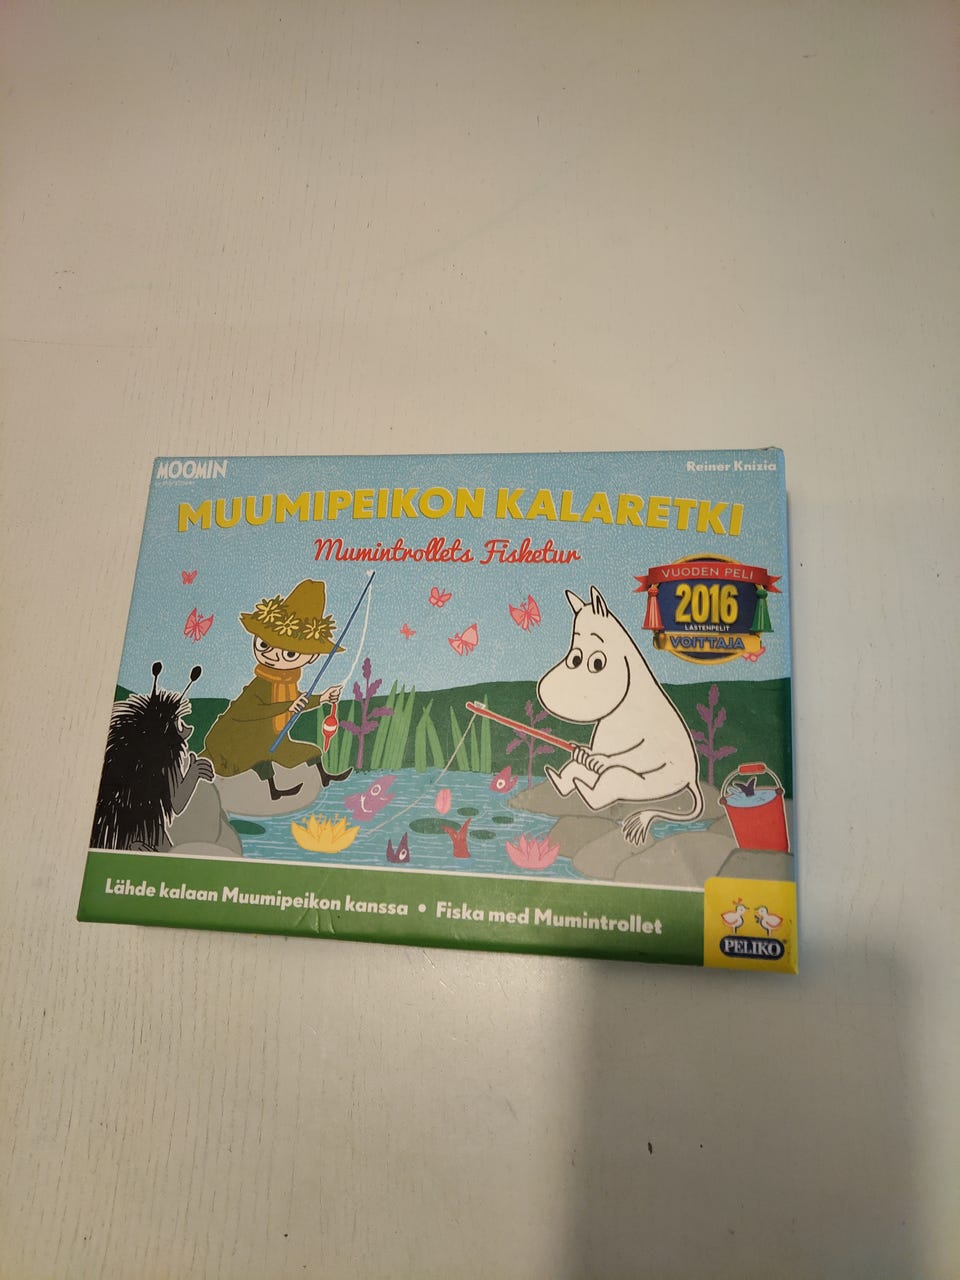 MOOMIN
Reiner Knizia
MUUMIPEIKON KALARETKI
Mumintrollets Fisketur
VUODEN PELI
2016
LASTENPELIT
VOITTAJA
Lähde kalaan Muumipeikon kanssa • Fiska med Mumintrollet
PELIKO